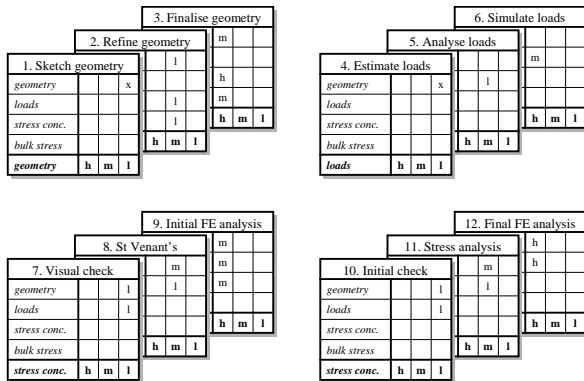 3. Finalise geometry
m
h
m
h m l
2. Refine geometry
l
l
l
h m l
1. Sketch geometry
geometry x
loads
stress conc.
bulk stress
geometry h m l
6. Simulate loads
m
h m l
5. Analyse loads
l
h m l
4. Estimate loads
geometry x
loads
stress conc.
bulk stress
loads h m l
9. Initial FE analysis
m
m
m
h m l
8. St Venant's
m
l
h m l
7. Visual check
geometry l
loads l
stress conc.
bulk stress
stress conc. h m l
12. Final FE analysis
h
h
h m l
11. Stress analysis
m
l
h m l
10. Initial check
geometry l
loads l
stress conc.
bulk stress
stress conc. h m l